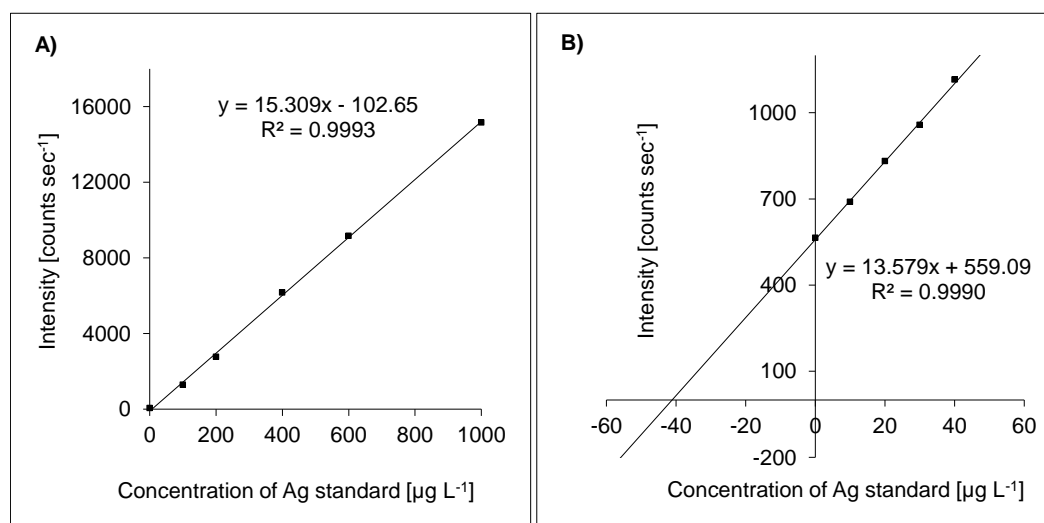 A)
y = 15.309x - 102.65
R² = 0.9993
Intensity [counts sec⁻¹]
16000
12000
8000
4000
0
0 200 400 600 800 1000
Concentration of Ag standard [µg L⁻¹]
B)
Intensity [counts sec⁻¹]
1000
700
y = 13.579x + 559.09
R² = 0.9990
400
100
-60 -40 -20 0 20 40 60
-200
Concentration of Ag standard [µg L⁻¹]